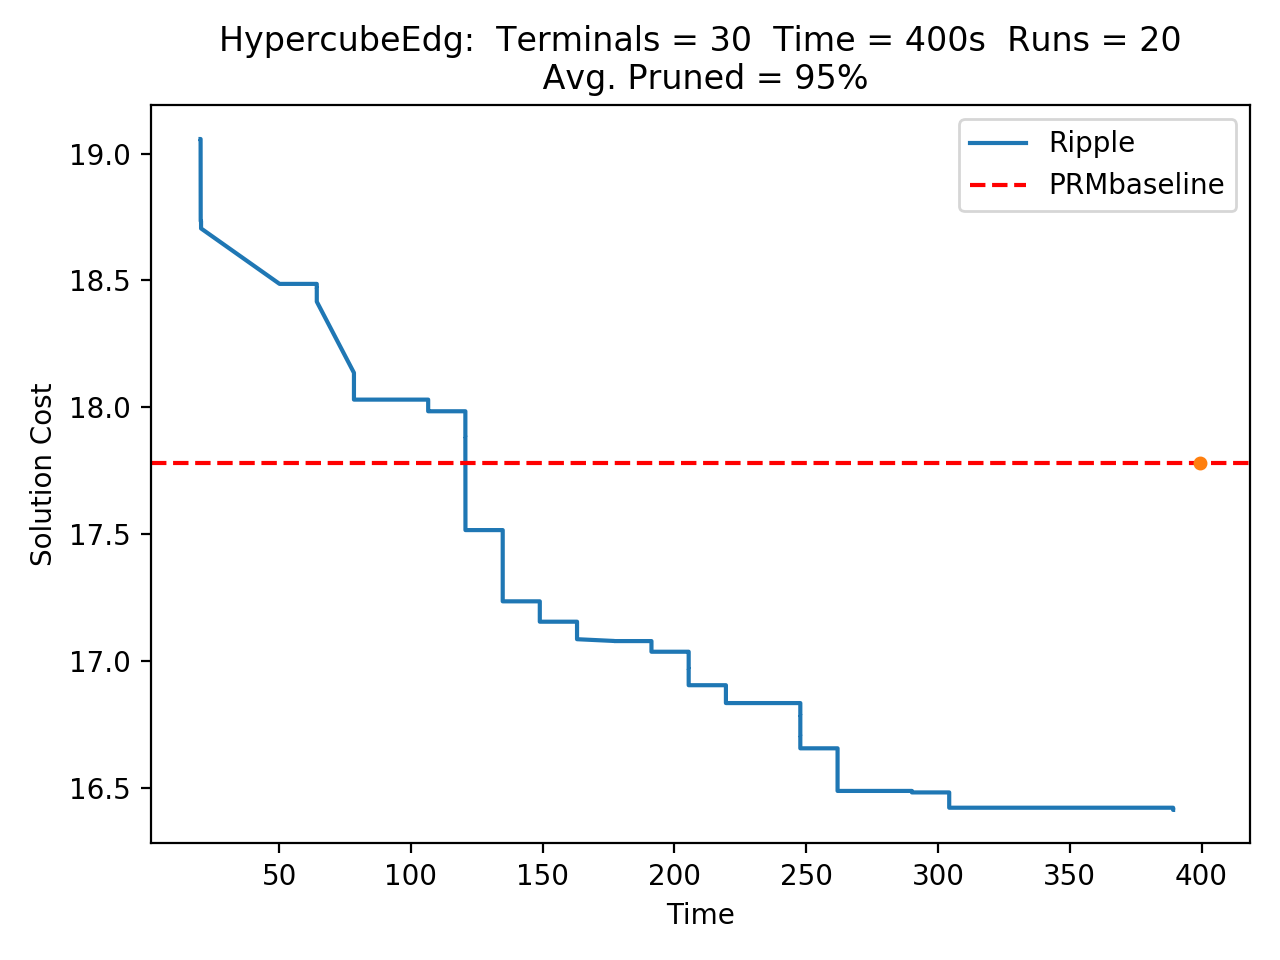 HypercubeEdg:  Terminals = 30  Time = 400s  Runs = 20
Avg. Pruned = 95%
Ripple
PRMbaseline
19.0
18.5
18.0
17.5
17.0
16.5
Solution Cost
50 100 150 200 250 300 350 400
Time